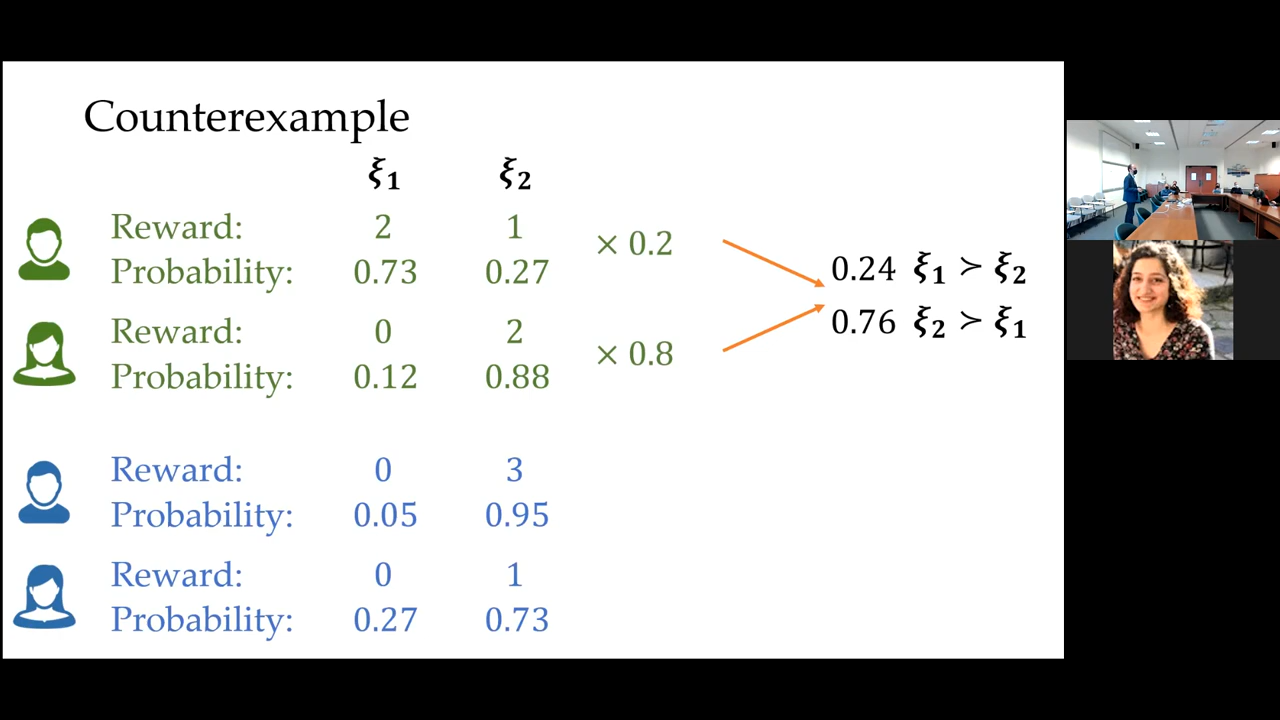 Counterexample
ξ₁ ξ₂
Reward: 2 1
× 0.2
Probability: 0.73 0.27
0.24 ξ₁ ≻ ξ₂
0.76 ξ₂ ≻ ξ₁
Reward: 0 2
× 0.8
Probability: 0.12 0.88
Reward: 0 3
Probability: 0.05 0.95
Reward: 0 1
Probability: 0.27 0.73